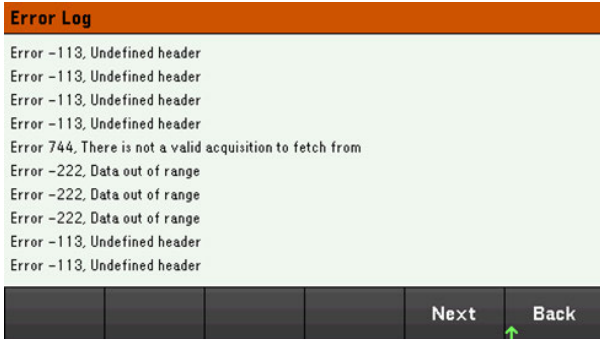 Error Log
Error -113, Undefined header
Error -113, Undefined header
Error -113, Undefined header
Error -113, Undefined header
Error 744, There is not a valid acquisition to fetch from
Error -222, Data out of range
Error -222, Data out of range
Error -222, Data out of range
Error -113, Undefined header
Error -113, Undefined header
Next Back